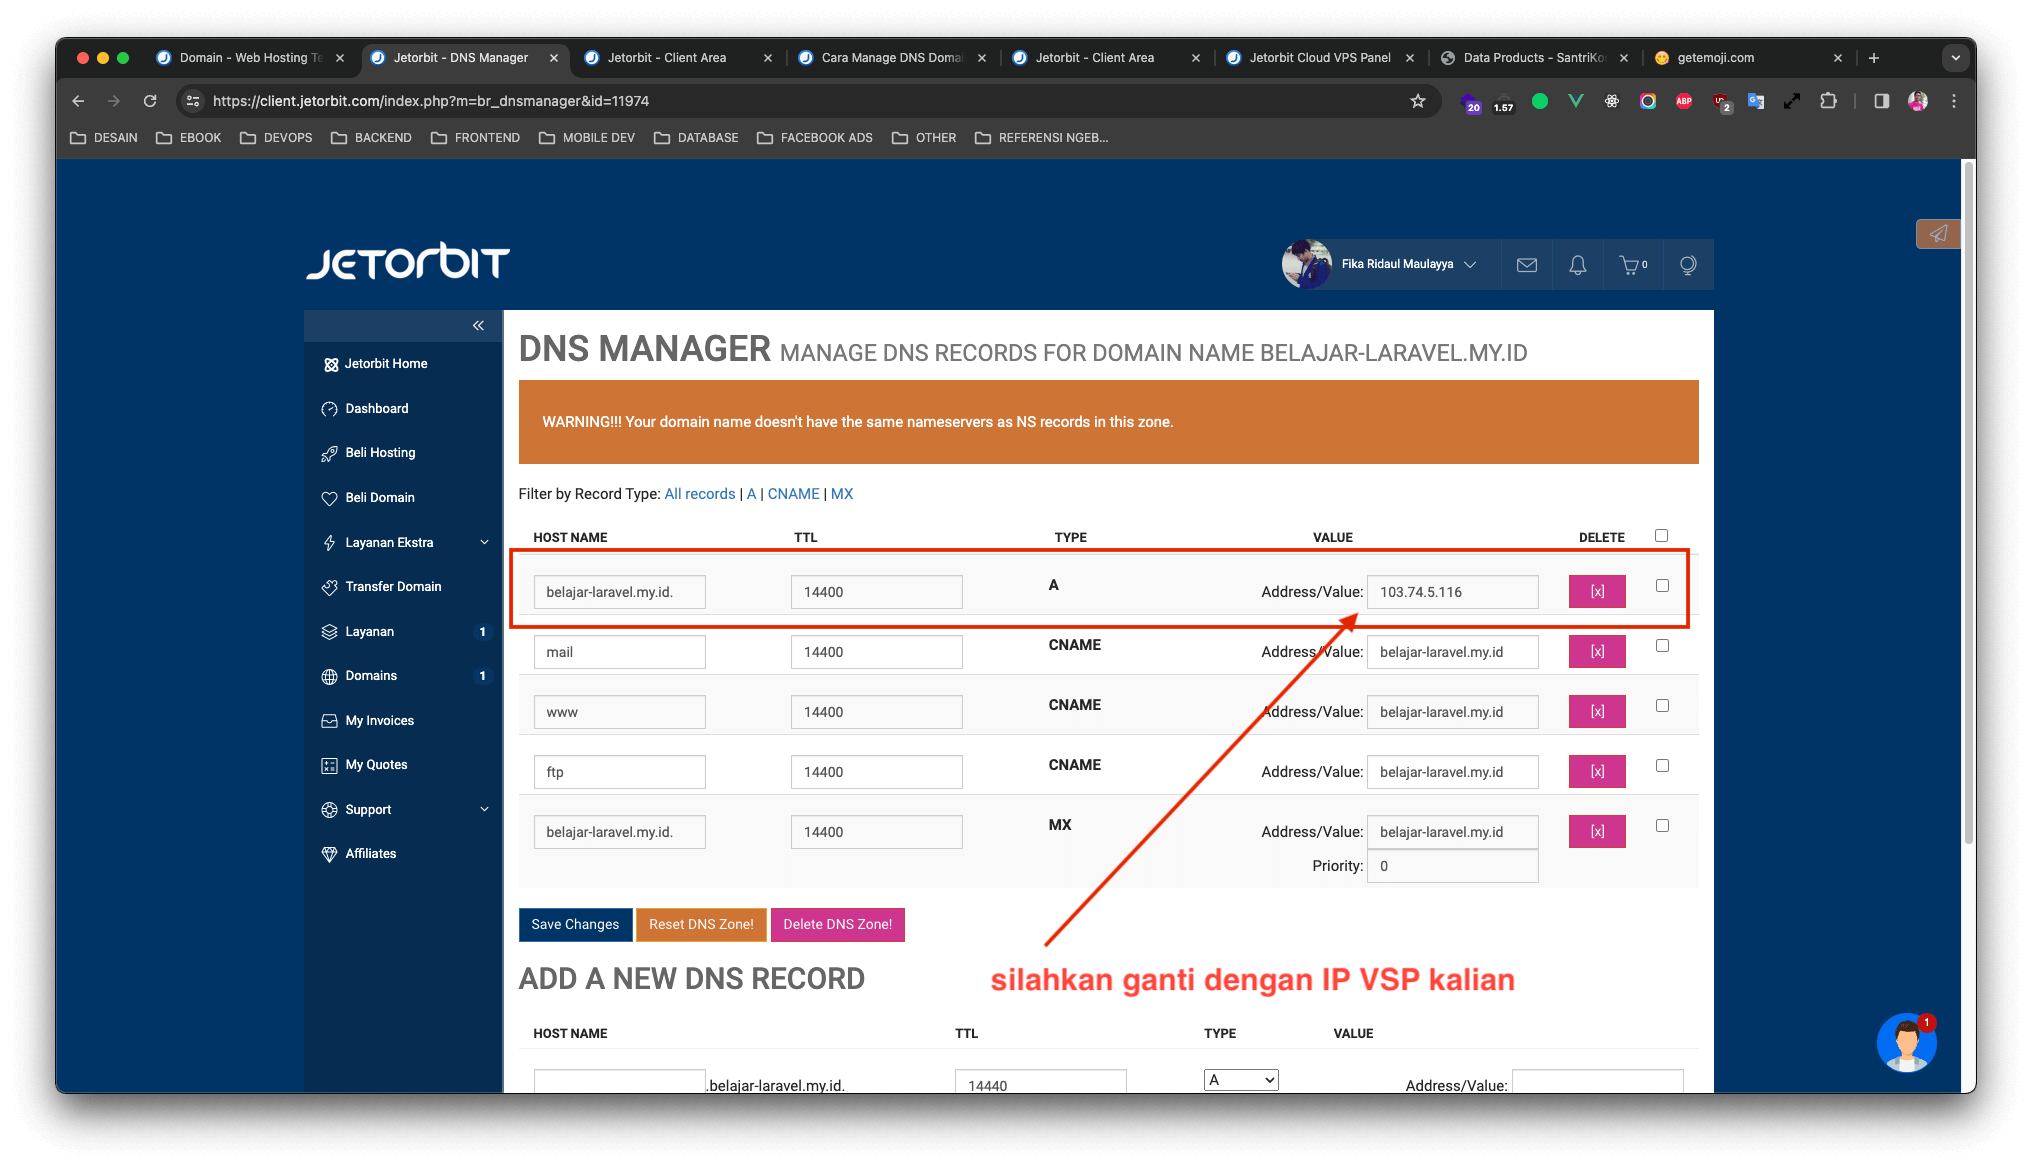 Domain - Web Hosting Te
Jetorbit - DNS Manager
Jetorbit - Client Area
Cara Manage DNS Domai
Jetorbit - Client Area
Jetorbit Cloud VPS Panel
Data Products - SantriKo
getemoji.com
https://client.jetorbit.com/index.php?m=br_dnsmanager&id=11974
20
1.57
ABP
2
DESAIN
EBOOK
DEVOPS
BACKEND
FRONTEND
MOBILE DEV
DATABASE
FACEBOOK ADS
OTHER
REFERENSI NGEB...
JETORBIT
Fika Ridaul Maulayya
0
Jetorbit Home
Dashboard
Beli Hosting
Beli Domain
Layanan Ekstra
Transfer Domain
Layanan 1
Domains 1
My Invoices
My Quotes
Support
Affiliates
DNS MANAGER MANAGE DNS RECORDS FOR DOMAIN NAME BELAJAR-LARAVEL.MY.ID
WARNING!!! Your domain name doesn't have the same nameservers as NS records in this zone.
Filter by Record Type: All records | A | CNAME | MX
HOST NAME TTL TYPE VALUE DELETE
belajar-laravel.my.id. 14400 A Address/Value: 103.74.5.116 [x]
mail 14400 CNAME Address/Value: belajar-laravel.my.id [x]
www 14400 CNAME Address/Value: belajar-laravel.my.id [x]
ftp 14400 CNAME Address/Value: belajar-laravel.my.id [x]
belajar-laravel.my.id. 14400 MX Address/Value: belajar-laravel.my.id [x]
Priority: 0
Save Changes Reset DNS Zone! Delete DNS Zone!
ADD A NEW DNS RECORD
silahkan ganti dengan IP VSP kalian
HOST NAME TTL TYPE VALUE
.belajar-laravel.my.id. 14440 A Address/Value:
1